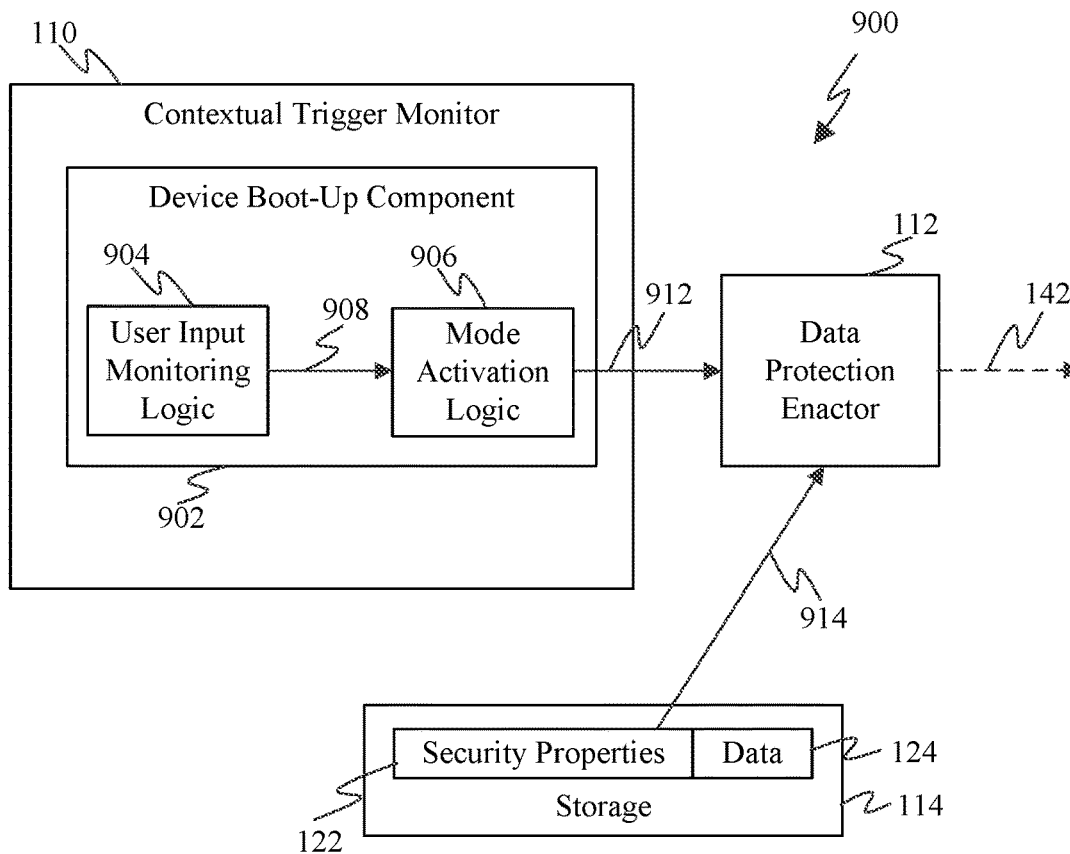 110
900
Contextual Trigger Monitor
Device Boot-Up Component
904
906
112
908
912
142
User Input
Monitoring
Logic
Mode
Activation
Logic
Data
Protection
Enactor
902
914
Security Properties
Data
124
Storage
122
114